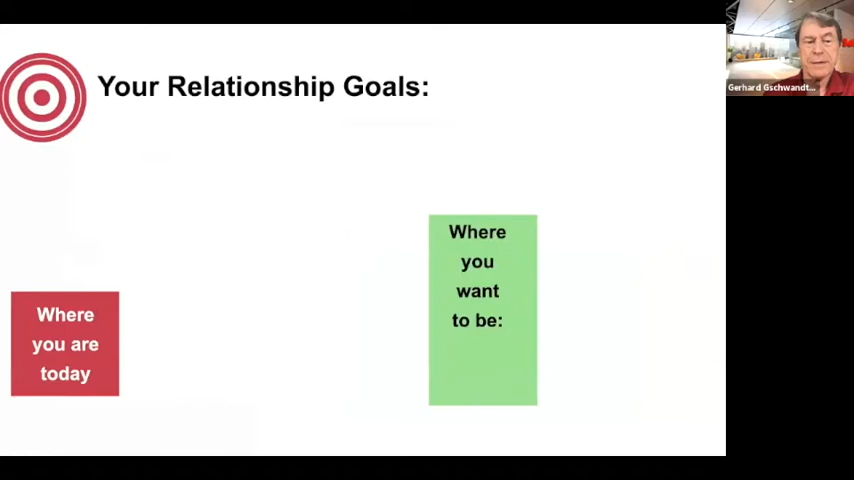 Your Relationship Goals:
Where
you
want
to be:
Where
you are
today
Gerhard Gschwandt...